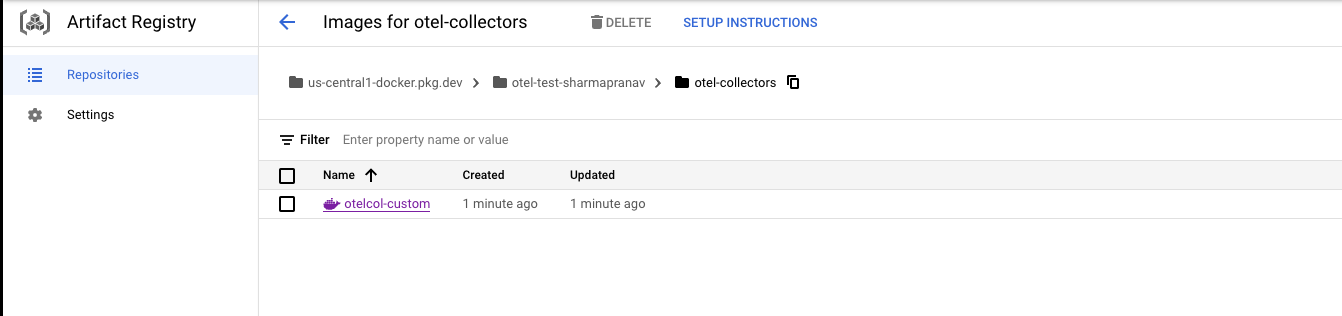 Artifact Registry
Images for otel-collectors
DELETE
SETUP INSTRUCTIONS
Repositories
Settings
us-central1-docker.pkg.dev
otel-test-sharmapranav
otel-collectors
Filter Enter property name or value
Name Created Updated
otelcol-custom 1 minute ago 1 minute ago